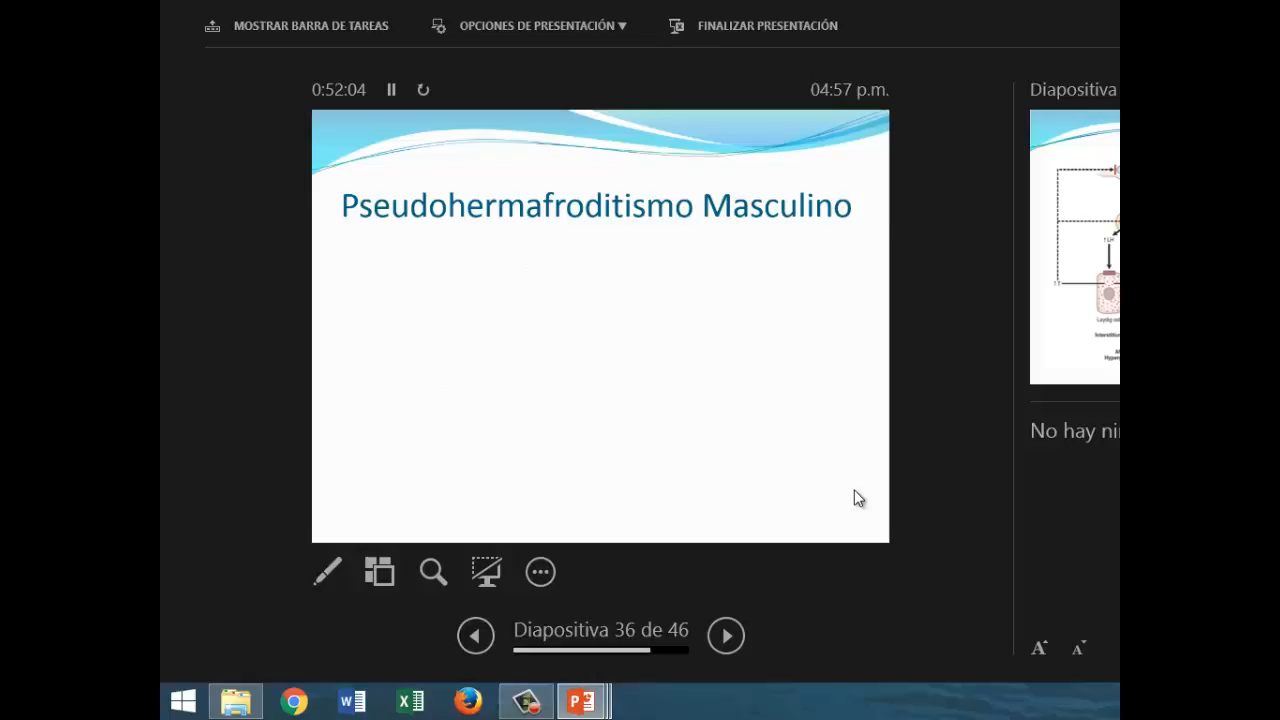 MOSTRAR BARRA DE TAREAS
OPCIONES DE PRESENTACIÓN ▼
FINALIZAR PRESENTACIÓN
0:52:04
04:57 p.m.
Diapositiva
Pseudohermafroditismo Masculino
↑ LH
↑T
No hay
Diapositiva 36 de 46
A
A